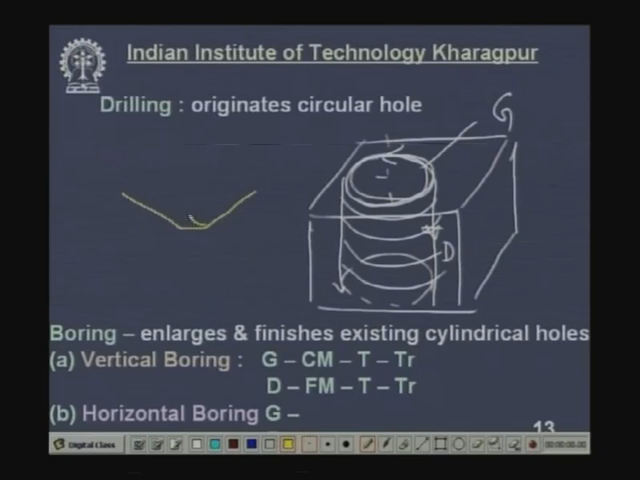 Indian Institute of Technology Kharagpur
Drilling : originates circular hole
G
D
Boring – enlarges & finishes existing cylindrical holes
(a) Vertical Boring : G – CM – T – Tr
D – FM – T – Tr
(b) Horizontal Boring G –
13
Digital Class